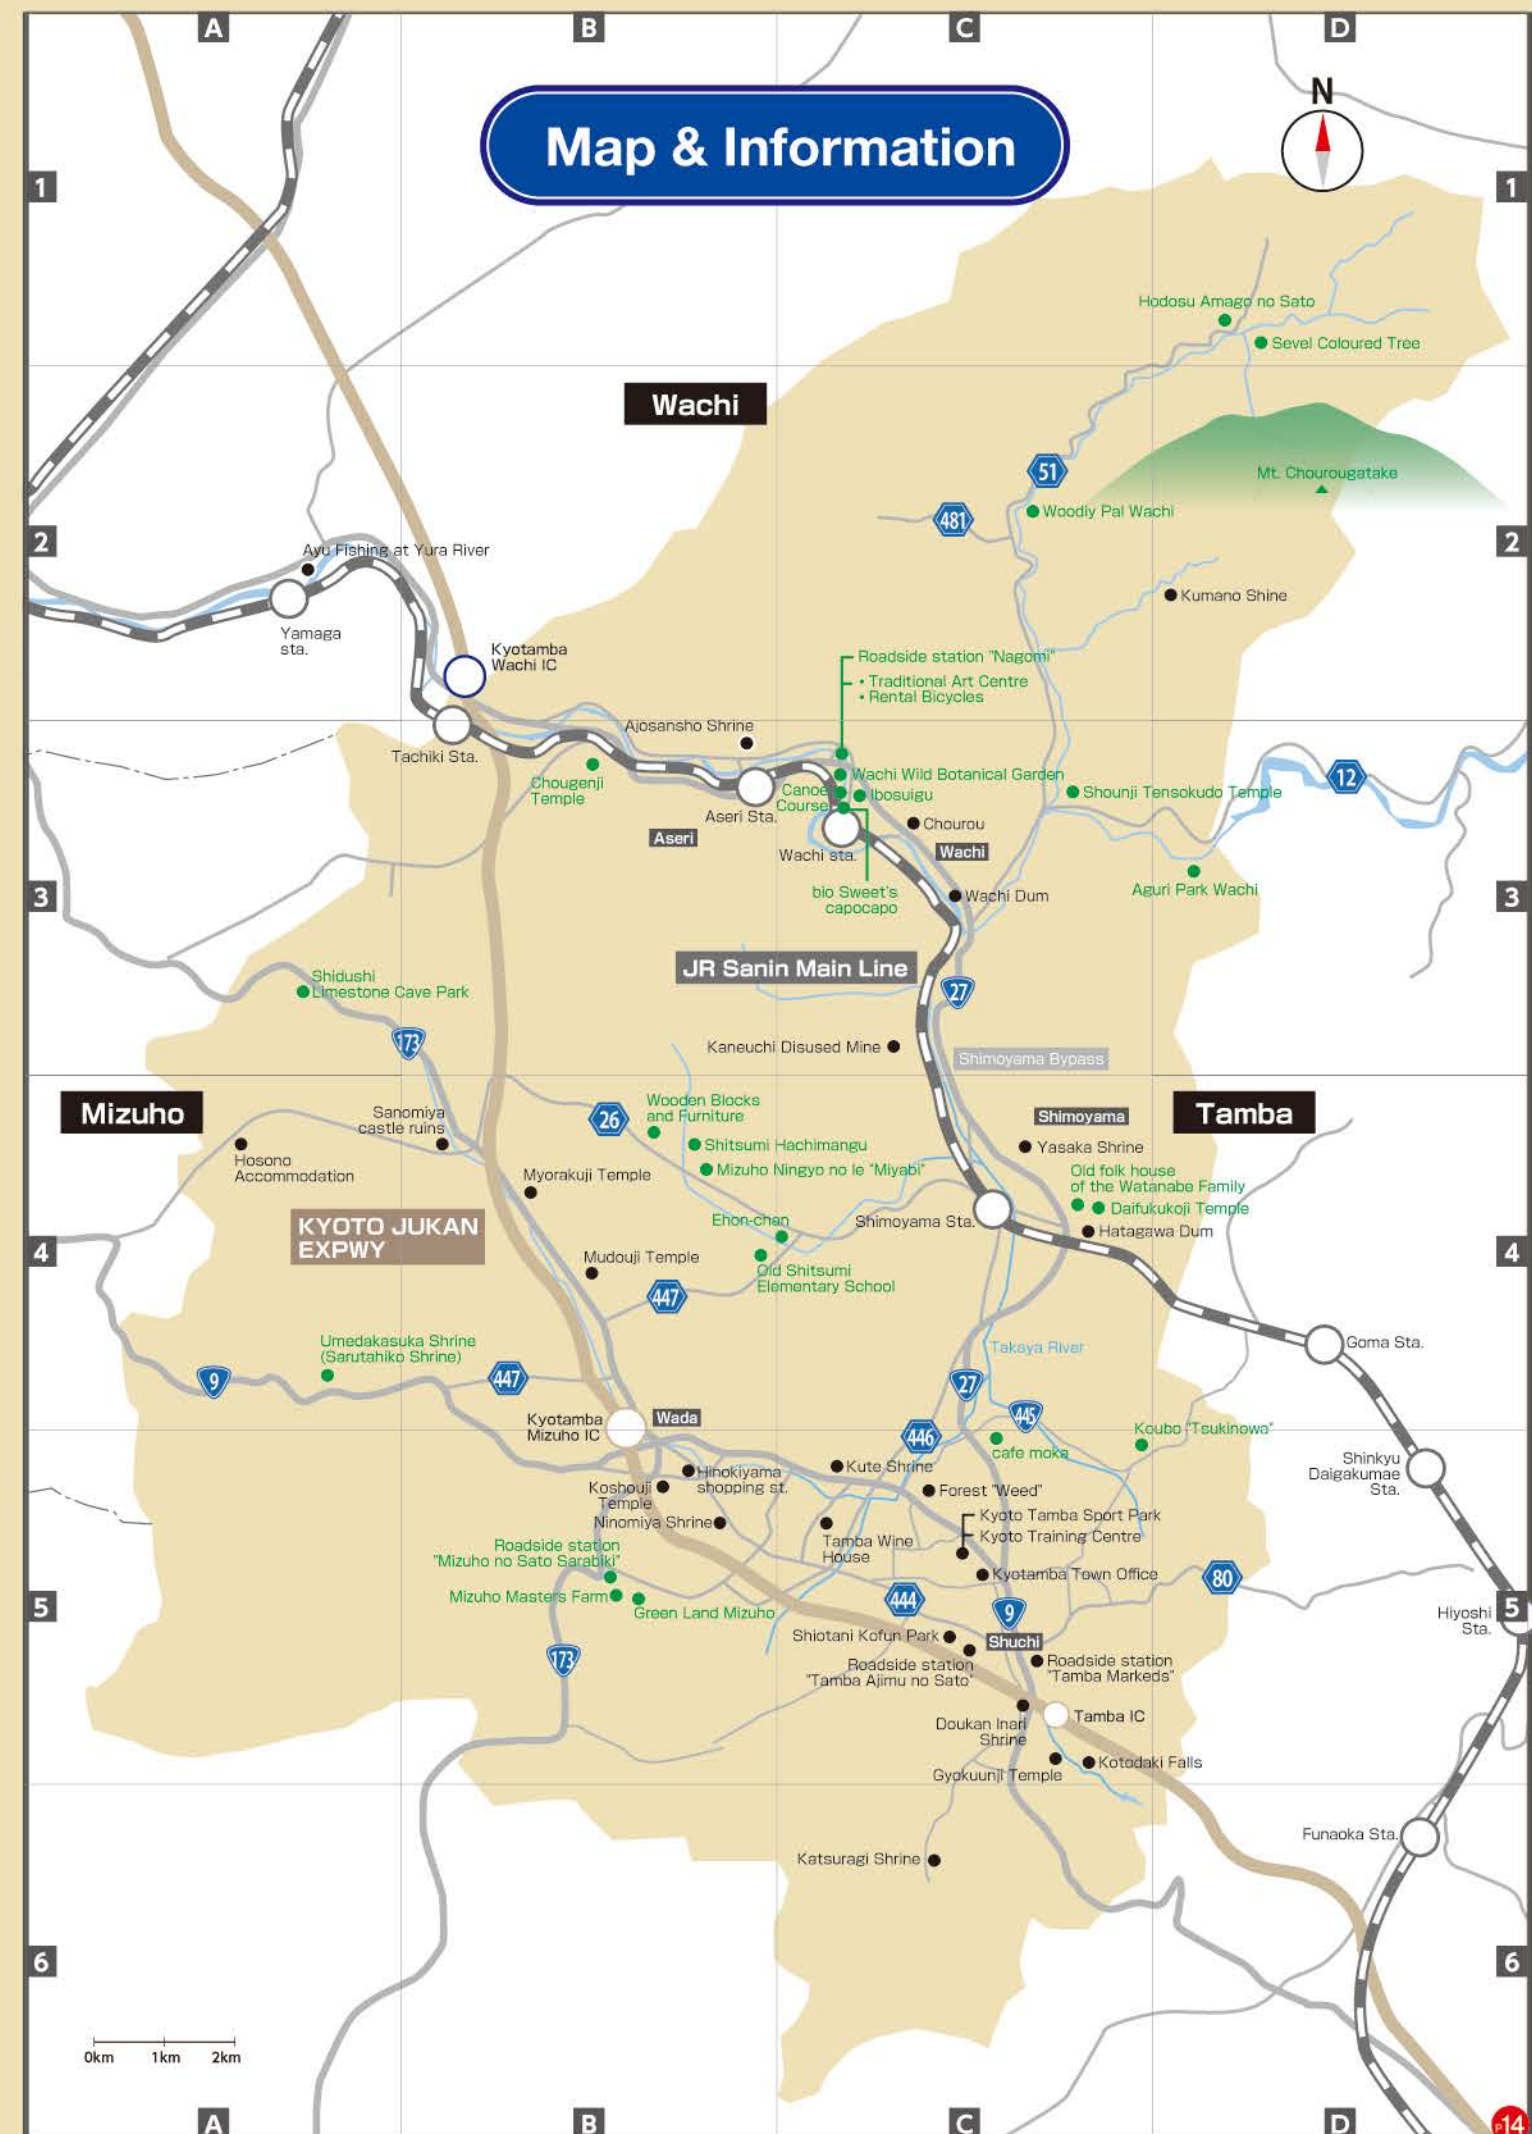 A
B
C
D
Map & Information
N
1
1
Hodosu Amago no Sato
Sevel Coloured Tree
Wachi
Mt. Chourougatake
51
481
Woodly Pal Wachi
2
2
Ayu Fishing at Yura River
Kumano Shine
Yamaga
sta.
Kyotamba
Wachi IC
Roadside station "Nagomi"
• Traditional Art Centre
• Rental Bicycles
Ajosansho Shrine
Tachiki Sta.
Chougenji
Temple
Wachi Wild Botanical Garden
12
Canoe
Course
Ibosuigu
Shounji Tensokudo Temple
Aseri Sta.
Chourou
Aseri
Wachi sta.
Wachi
3
3
bio Sweet's
capocapo
Wachi Dum
Aguri Park Wachi
JR Sanin Main Line
Shidushi
Limestone Cave Park
27
173
Kaneuchi Disused Mine
Shimoyama Bypass
Mizuho
Sanomiya
castle ruins
26
Wooden Blocks
and Furniture
Shimoyama
Tamba
Hosono
Accommodation
Shitsumi Hachimangu
Yasaka Shrine
Myorakuji Temple
Mizuho Ningyo no Ie "Miyabi"
Old folk house
of the Watanabe Family
Daifukukoji Temple
KYOTO JUKAN
EXPWY
Ehon-chan
Shimoyama Sta.
Hatagawa Dum
4
4
Mudouji Temple
Old Shitsumi
Elementary School
447
Umedakasuka Shrine
(Sarutahiko Shrine)
Takaya River
Goma Sta.
9
447
27
Kyotamba
Mizuho IC
Wada
446
445
cafe moka
Koubo "Tsukinowa"
Shinkyu
Daigakumae
Sta.
Hinokiyama
shopping st.
Kute Shrine
Koshouji
Temple
Forest "Weed"
Ninomiya Shrine
Tamba Wine
House
Kyoto Tamba Sport Park
Kyoto Training Centre
Roadside station
"Mizuho no Sato Sarabiki"
Kyotamba Town Office
80
5
5
Mizuho Masters Farm
Green Land Mizuho
444
9
Hiyoshi
Sta.
Shiotani Kofun Park
Shuchi
173
Roadside station
"Tamba Ajimu no Sato"
Roadside station
"Tamba Markeds"
Doukan Inari
Shrine
Tamba IC
Gyokuunji Temple
Kotodaki Falls
Funaoka Sta.
Katsuragi Shrine
6
6
0km
1km
2km
A
B
C
D
P14